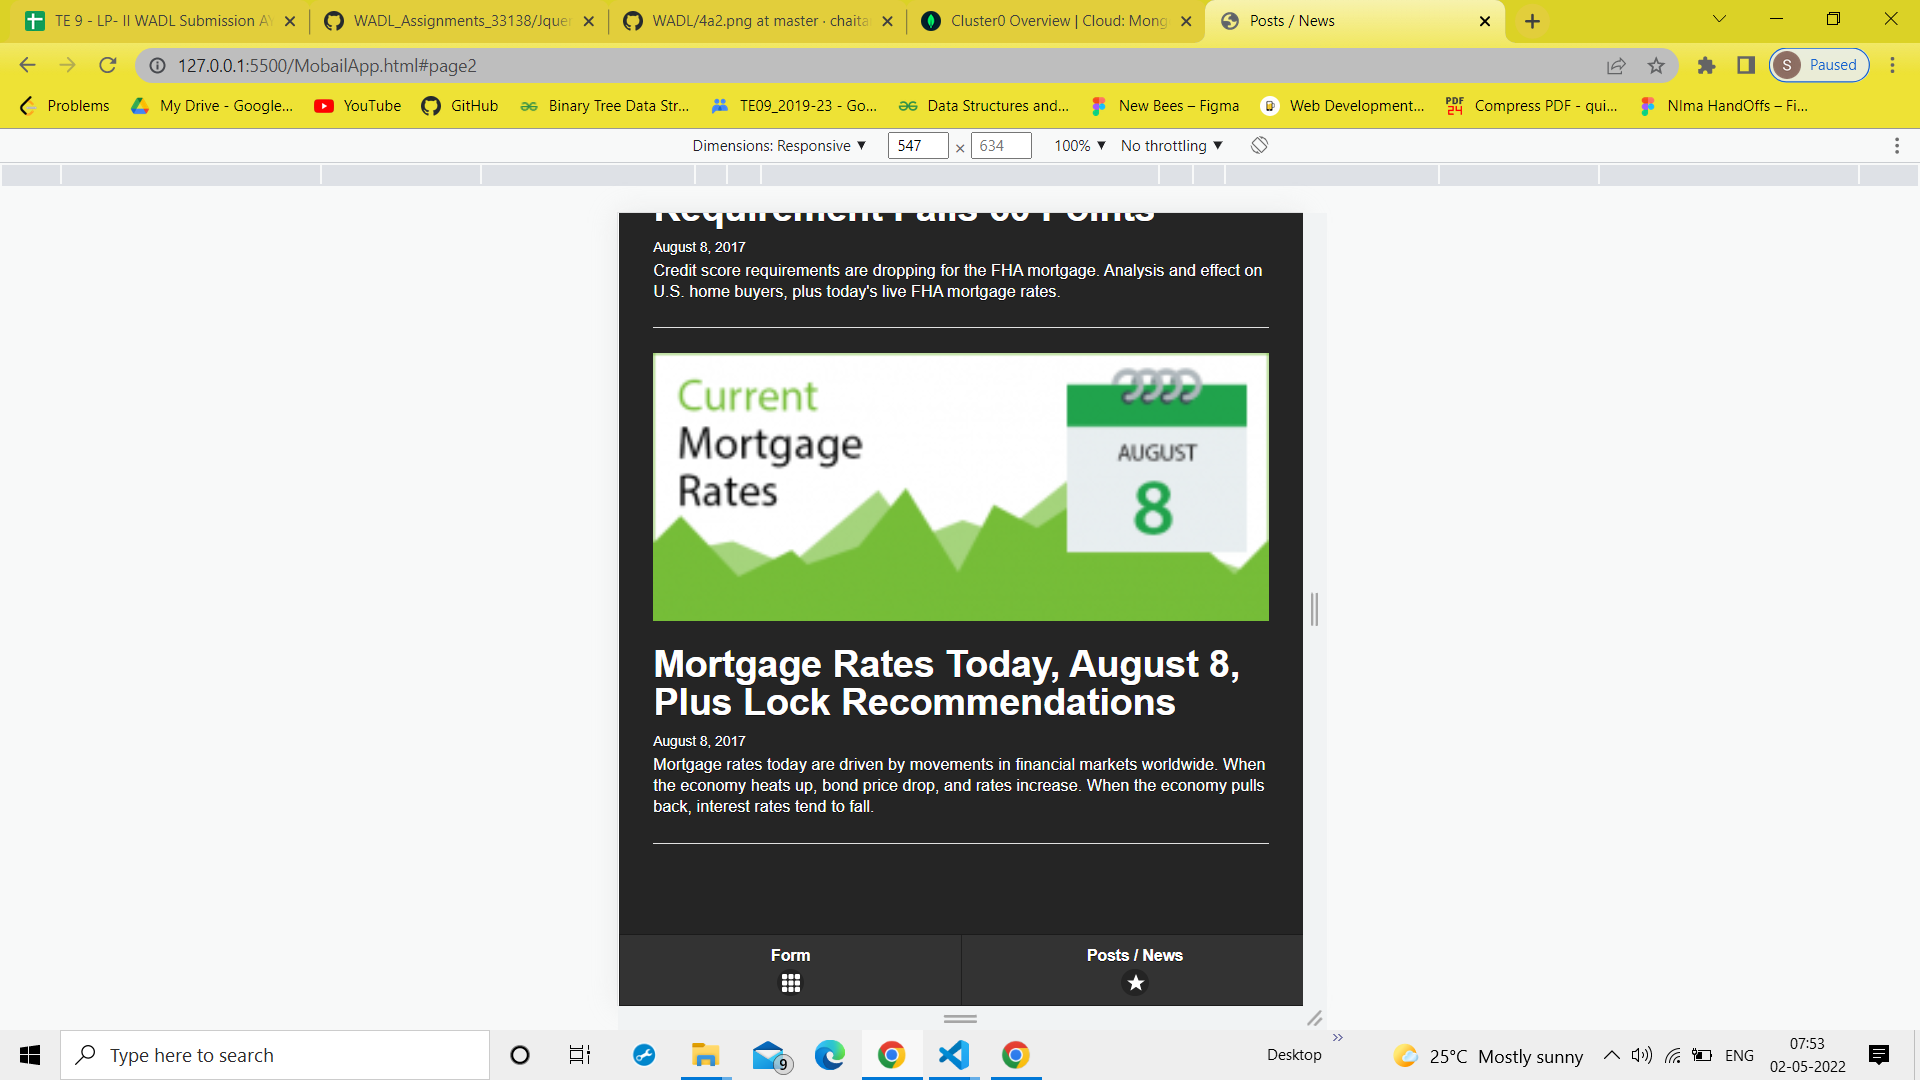 TE 9 - LP- II WADL Submission AY
WADL_Assignments_33138/Jquer
WADL/4a2.png at master · chaita
Cluster0 Overview | Cloud: Mong
Posts / News
127.0.0.1:5500/MobailApp.html#page2
S Paused
Problems
My Drive - Google...
YouTube
GitHub
Binary Tree Data Str...
TE09_2019-23 - Go...
Data Structures and...
New Bees – Figma
Web Development...
PDF 24
Compress PDF - qui...
NIma HandOffs – Fi...
Dimensions: Responsive ▼ 547 × 634 100% ▼ No throttling ▼
Requirement Falls 60 Points
August 8, 2017
Credit score requirements are dropping for the FHA mortgage. Analysis and effect on
U.S. home buyers, plus today's live FHA mortgage rates.
Current
Mortgage
Rates
AUGUST
8
Mortgage Rates Today, August 8,
Plus Lock Recommendations
August 8, 2017
Mortgage rates today are driven by movements in financial markets worldwide. When
the economy heats up, bond price drop, and rates increase. When the economy pulls
back, interest rates tend to fall.
Form
Posts / News
Type here to search
9
Desktop
25°C Mostly sunny
ENG
07:53
02-05-2022